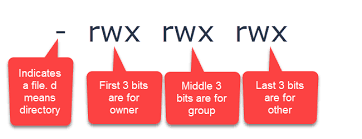 - rwx rwx rwx
Indicates
a file. d
means
directory
First 3 bits
are for
owner
Middle 3
bits are for
group
Last 3 bits
are for
other